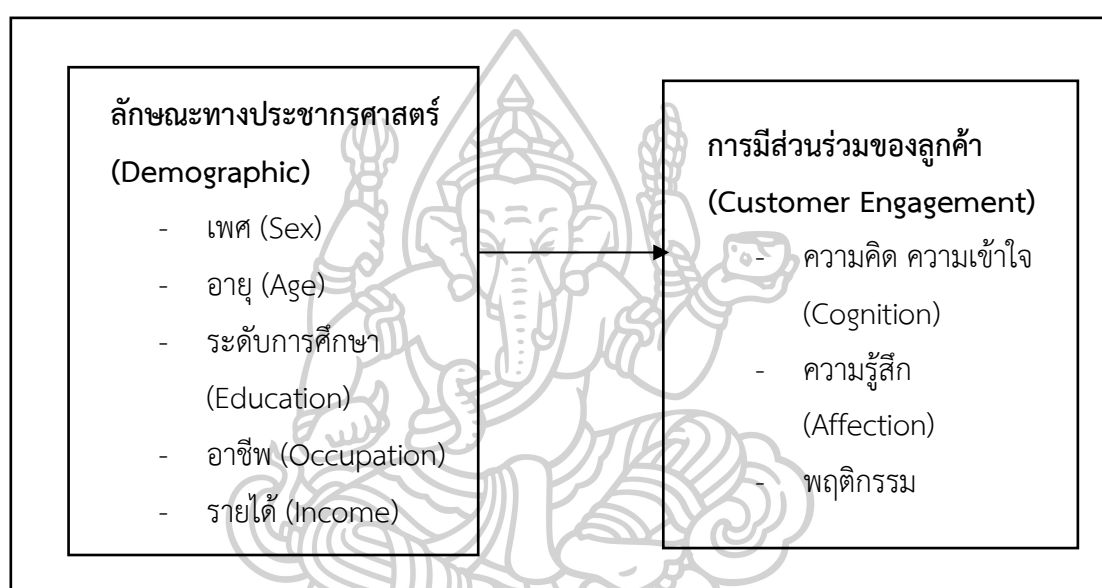 ลักษณะทางประชากรศาสตร์
(Demographic)
- เพศ (Sex)
- อายุ (Age)
- ระดับการศึกษา
(Education)
- อาชีพ (Occupation)
- รายได้ (Income)
การมีส่วนร่วมของลูกค้า
(Customer Engagement)
- ความคิด ความเข้าใจ
(Cognition)
- ความรู้สึก
(Affection)
- พฤติกรรม